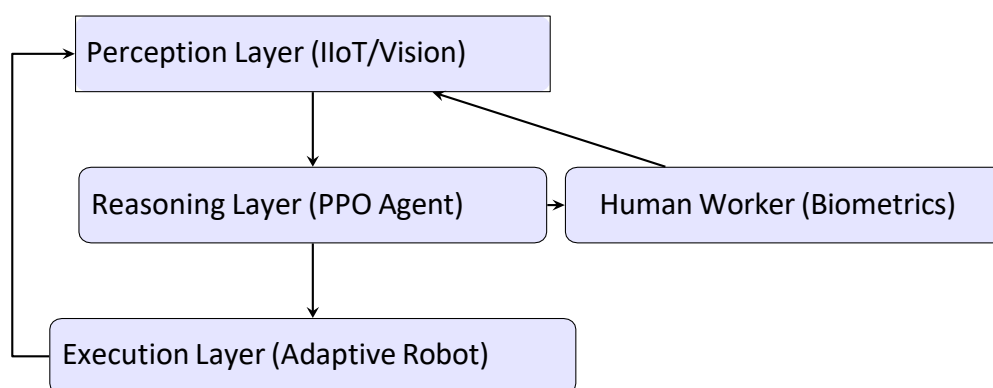 Perception Layer (IIoT/Vision)
Reasoning Layer (PPO Agent)
Human Worker (Biometrics)
Execution Layer (Adaptive Robot)